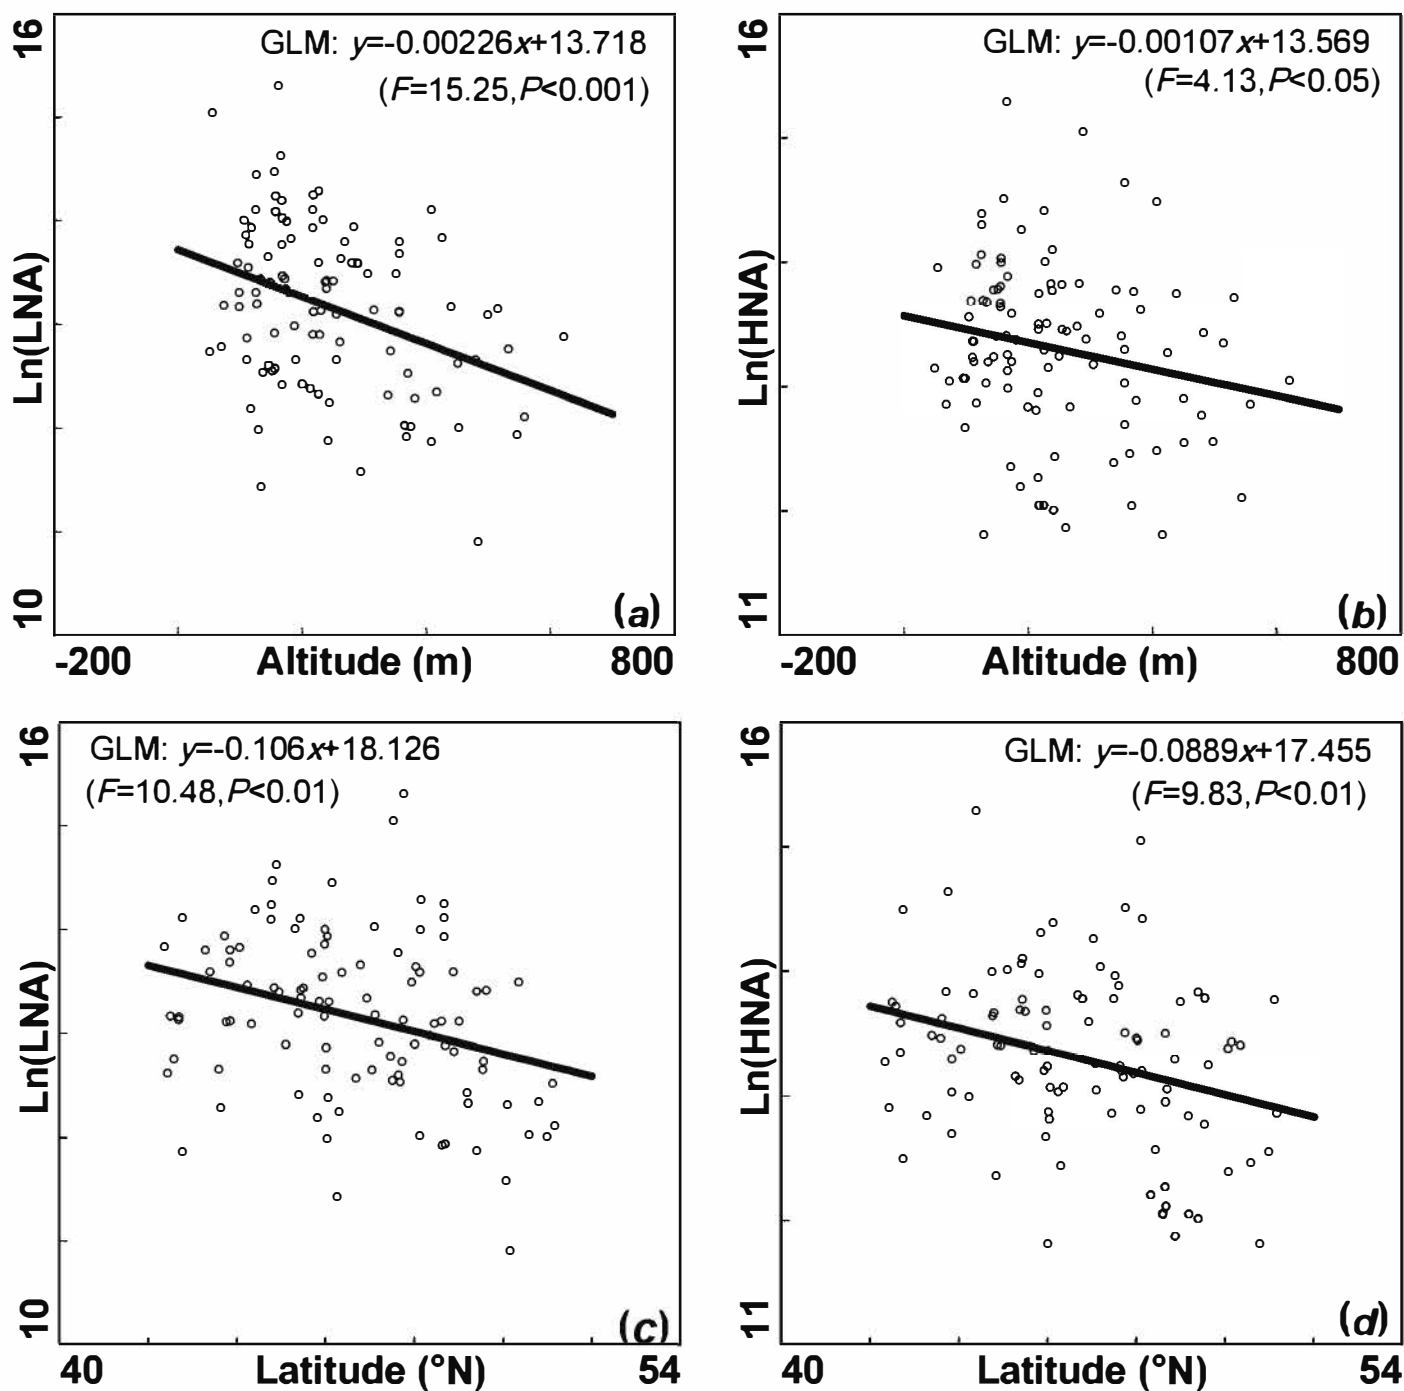 16
GLM: y=-0.00226x+13.718
(F=15.25,P<0.001)
Ln(LNA)
10
(a)
-200
Altitude (m)
800
16
GLM: y=-0.00107x+13.569
(F=4.13,P<0.05)
Ln(HNA)
11
(b)
-200
Altitude (m)
800
16
GLM: y=-0.106x+18.126
(F=10.48,P<0.01)
Ln(LNA)
10
(c)
40
Latitude (°N)
54
16
GLM: y=-0.0889x+17.455
(F=9.83,P<0.01)
Ln(HNA)
11
(d)
40
Latitude (°N)
54